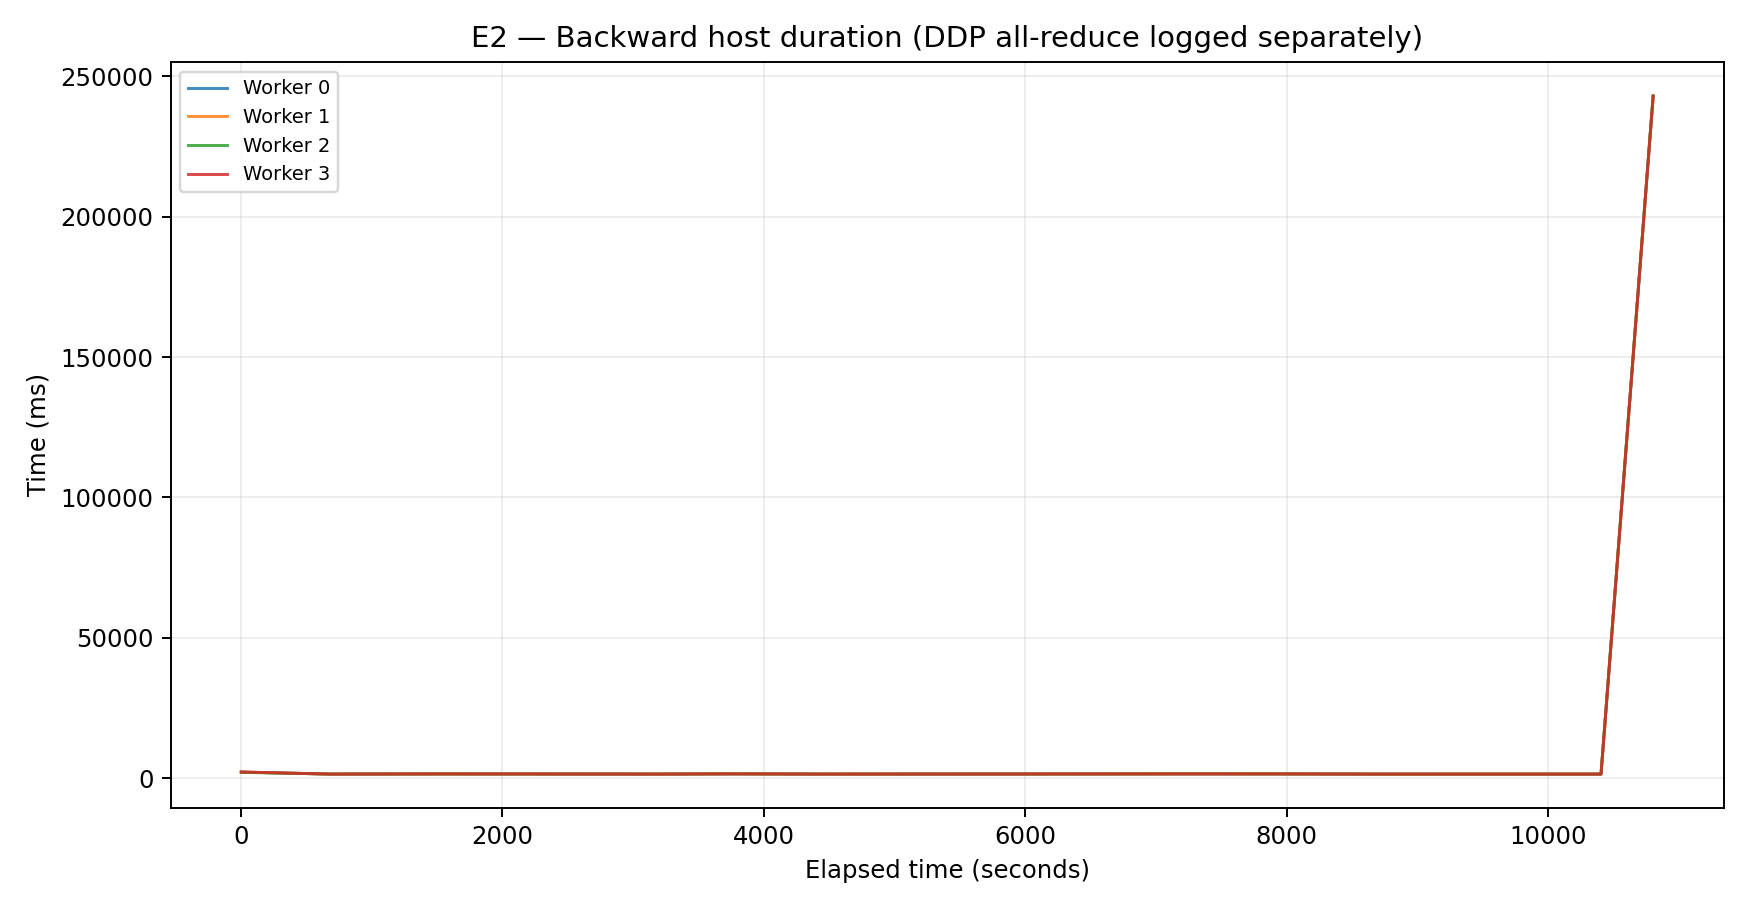 E2 — Backward host duration (DDP all-reduce logged separately)
Worker 0
Worker 1
Worker 2
Worker 3
Time (ms)
250000
200000
150000
100000
50000
0
0 2000 4000 6000 8000 10000
Elapsed time (seconds)